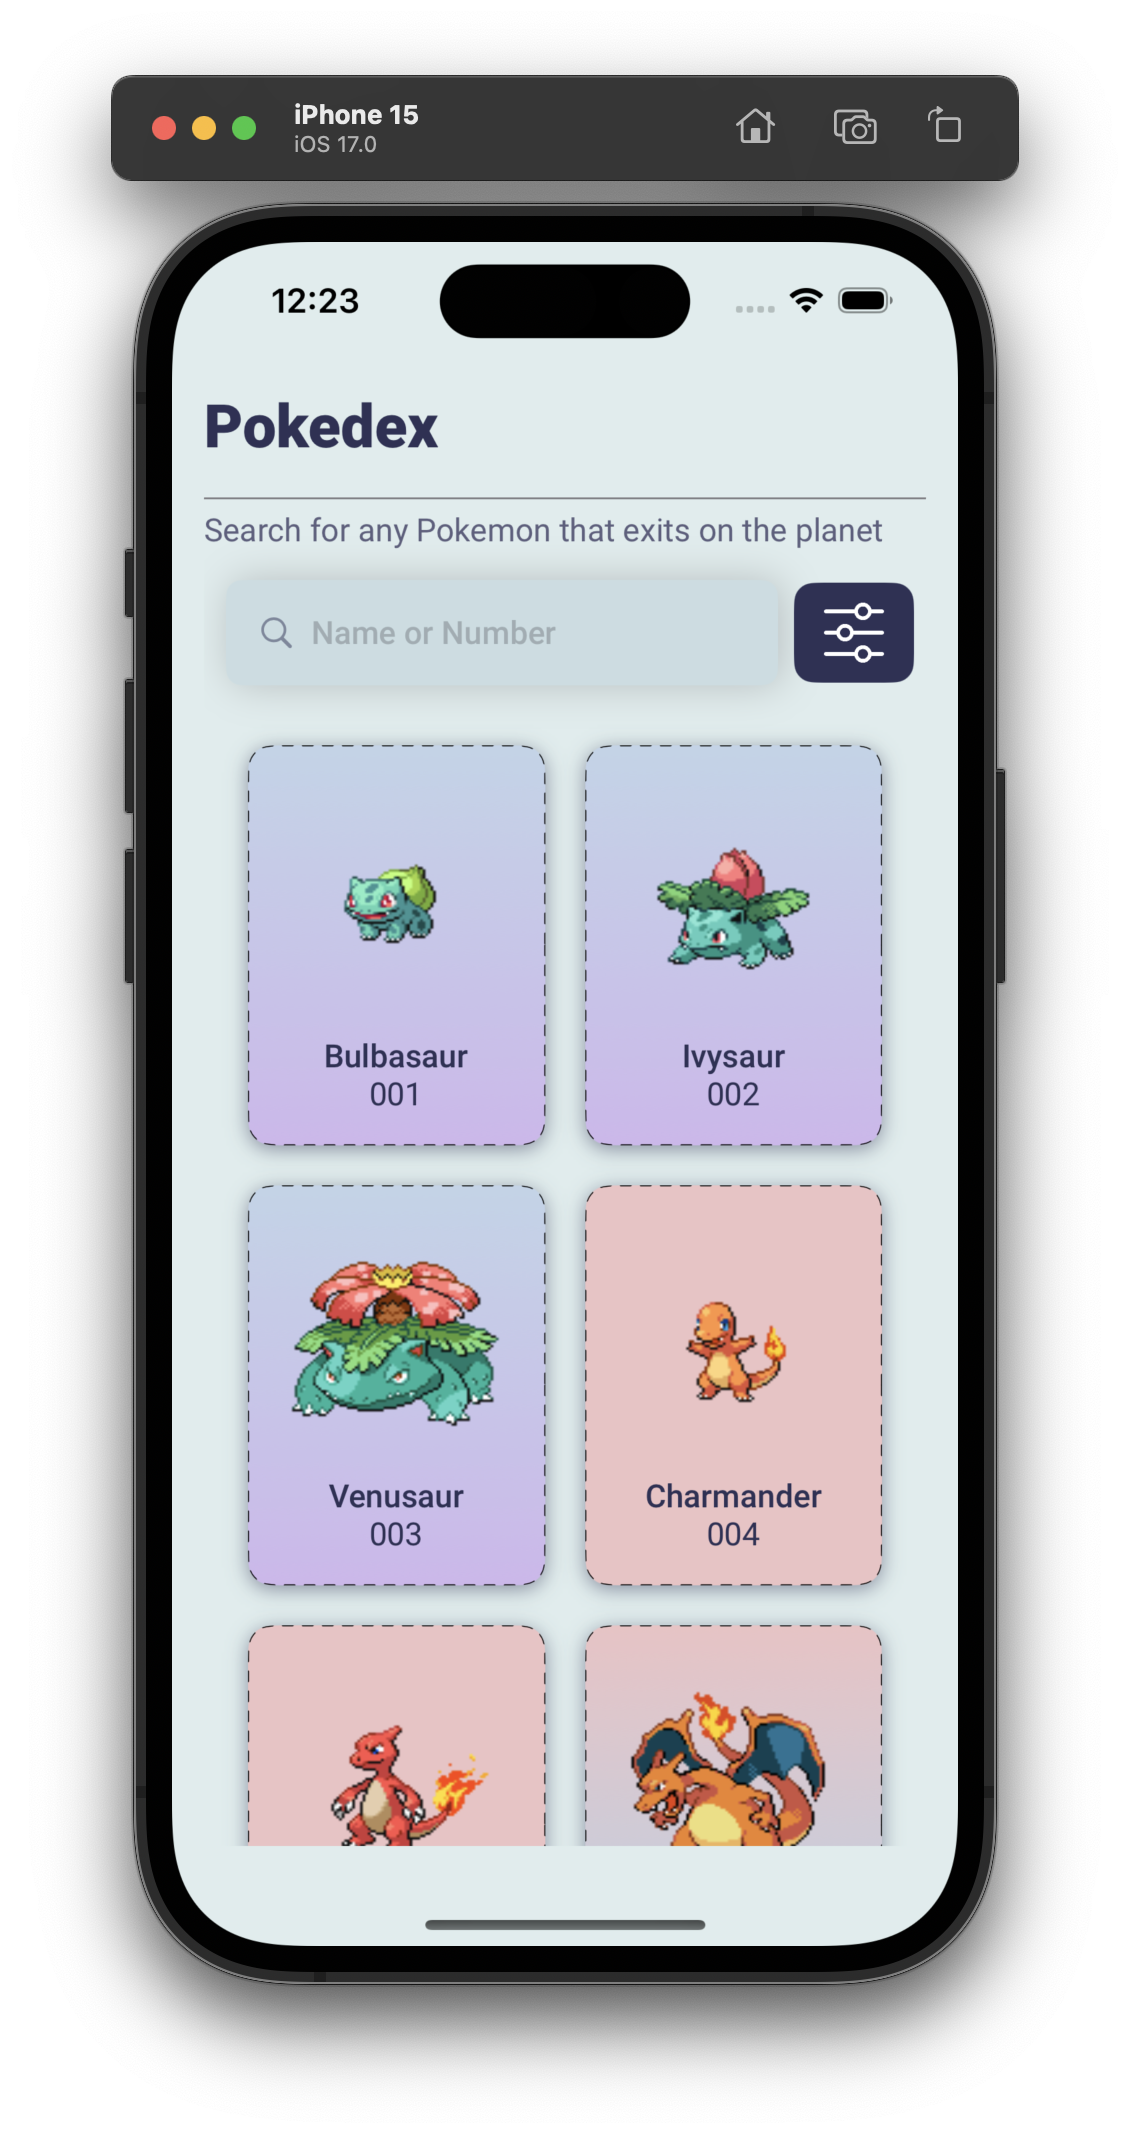 iPhone 15
iOS 17.0
12:23
Pokedex
Search for any Pokemon that exits on the planet
Name or Number
Bulbasaur
001
Ivysaur
002
Venusaur
003
Charmander
004